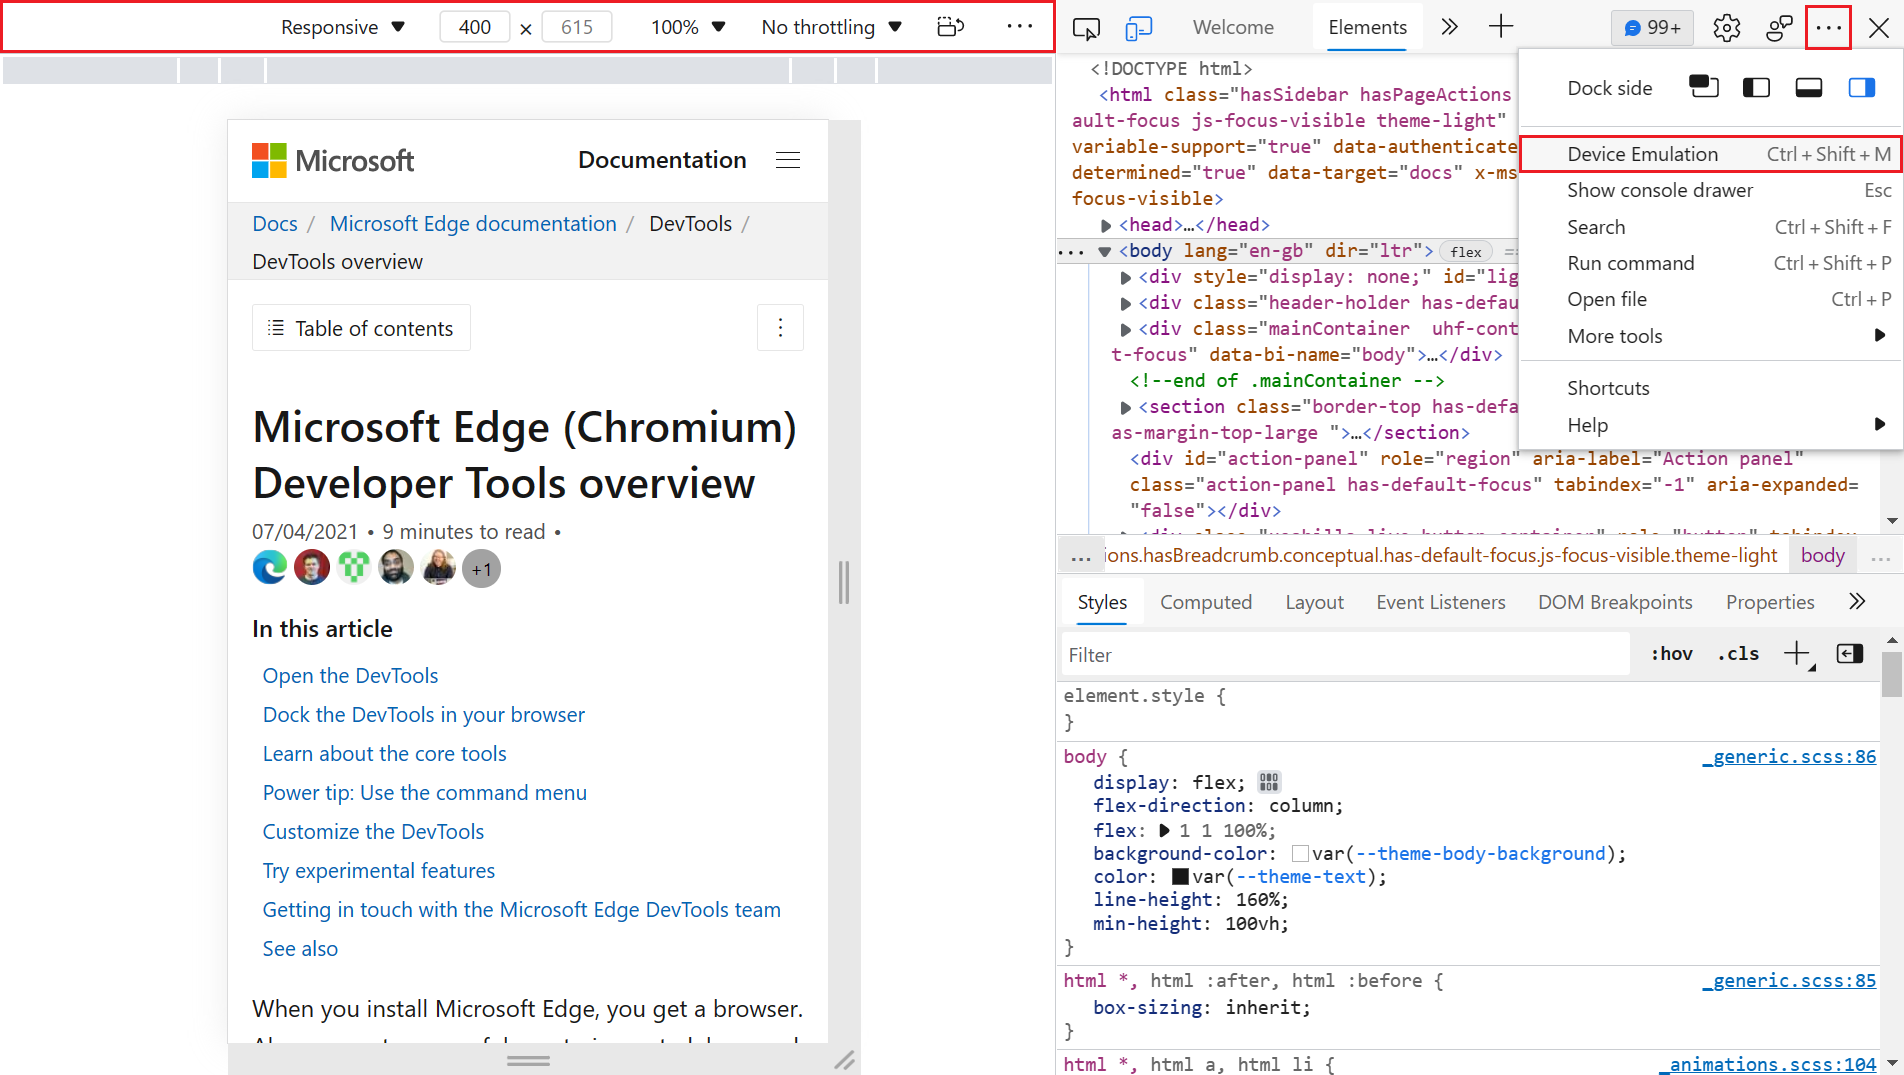 Responsive 400 × 615 100% No throttling
Welcome Elements 99+
Microsoft Documentation
Docs / Microsoft Edge documentation / DevTools /
DevTools overview
Table of contents
Microsoft Edge (Chromium)
Developer Tools overview
07/04/2021 • 9 minutes to read •
+1
In this article
Open the DevTools
Dock the DevTools in your browser
Learn about the core tools
Power tip: Use the command menu
Customize the DevTools
Try experimental features
Getting in touch with the Microsoft Edge DevTools team
See also
When you install Microsoft Edge, you get a browser.
<!DOCTYPE html>
<html class="hasSidebar hasPageActions
ault-focus js-focus-visible theme-light"
variable-support="true" data-authenticate
determined="true" data-target="docs" x-ms
focus-visible>
<head>…</head>
... <body lang="en-gb" dir="ltr"> flex ==
<div style="display: none;" id="lig
<div class="header-holder has-defau
<div class="mainContainer  uhf-cont
t-focus" data-bi-name="body">…</div>
<!--end of .mainContainer -->
<section class="border-top has-defa
as-margin-top-large ">…</section>
<div id="action-panel" role="region" aria-label="Action panel"
class="action-panel has-default-focus" tabindex="-1" aria-expanded=
"false"></div>
Dock side
Device Emulation Ctrl + Shift + M
Show console drawer Esc
Search Ctrl + Shift + F
Run command Ctrl + Shift + P
Open file Ctrl + P
More tools
Shortcuts
Help
... ions.hasBreadcrumb.conceptual.has-default-focus.js-focus-visible.theme-light body ...
Styles Computed Layout Event Listeners DOM Breakpoints Properties
Filter :hov .cls
element.style {
}
body { _generic.scss:86
display: flex;
flex-direction: column;
flex: 1 1 100%;
background-color: var(--theme-body-background);
color: var(--theme-text);
line-height: 160%;
min-height: 100vh;
}
html *, html :after, html :before { _generic.scss:85
box-sizing: inherit;
}
html *, html a, html li { _animations.scss:104